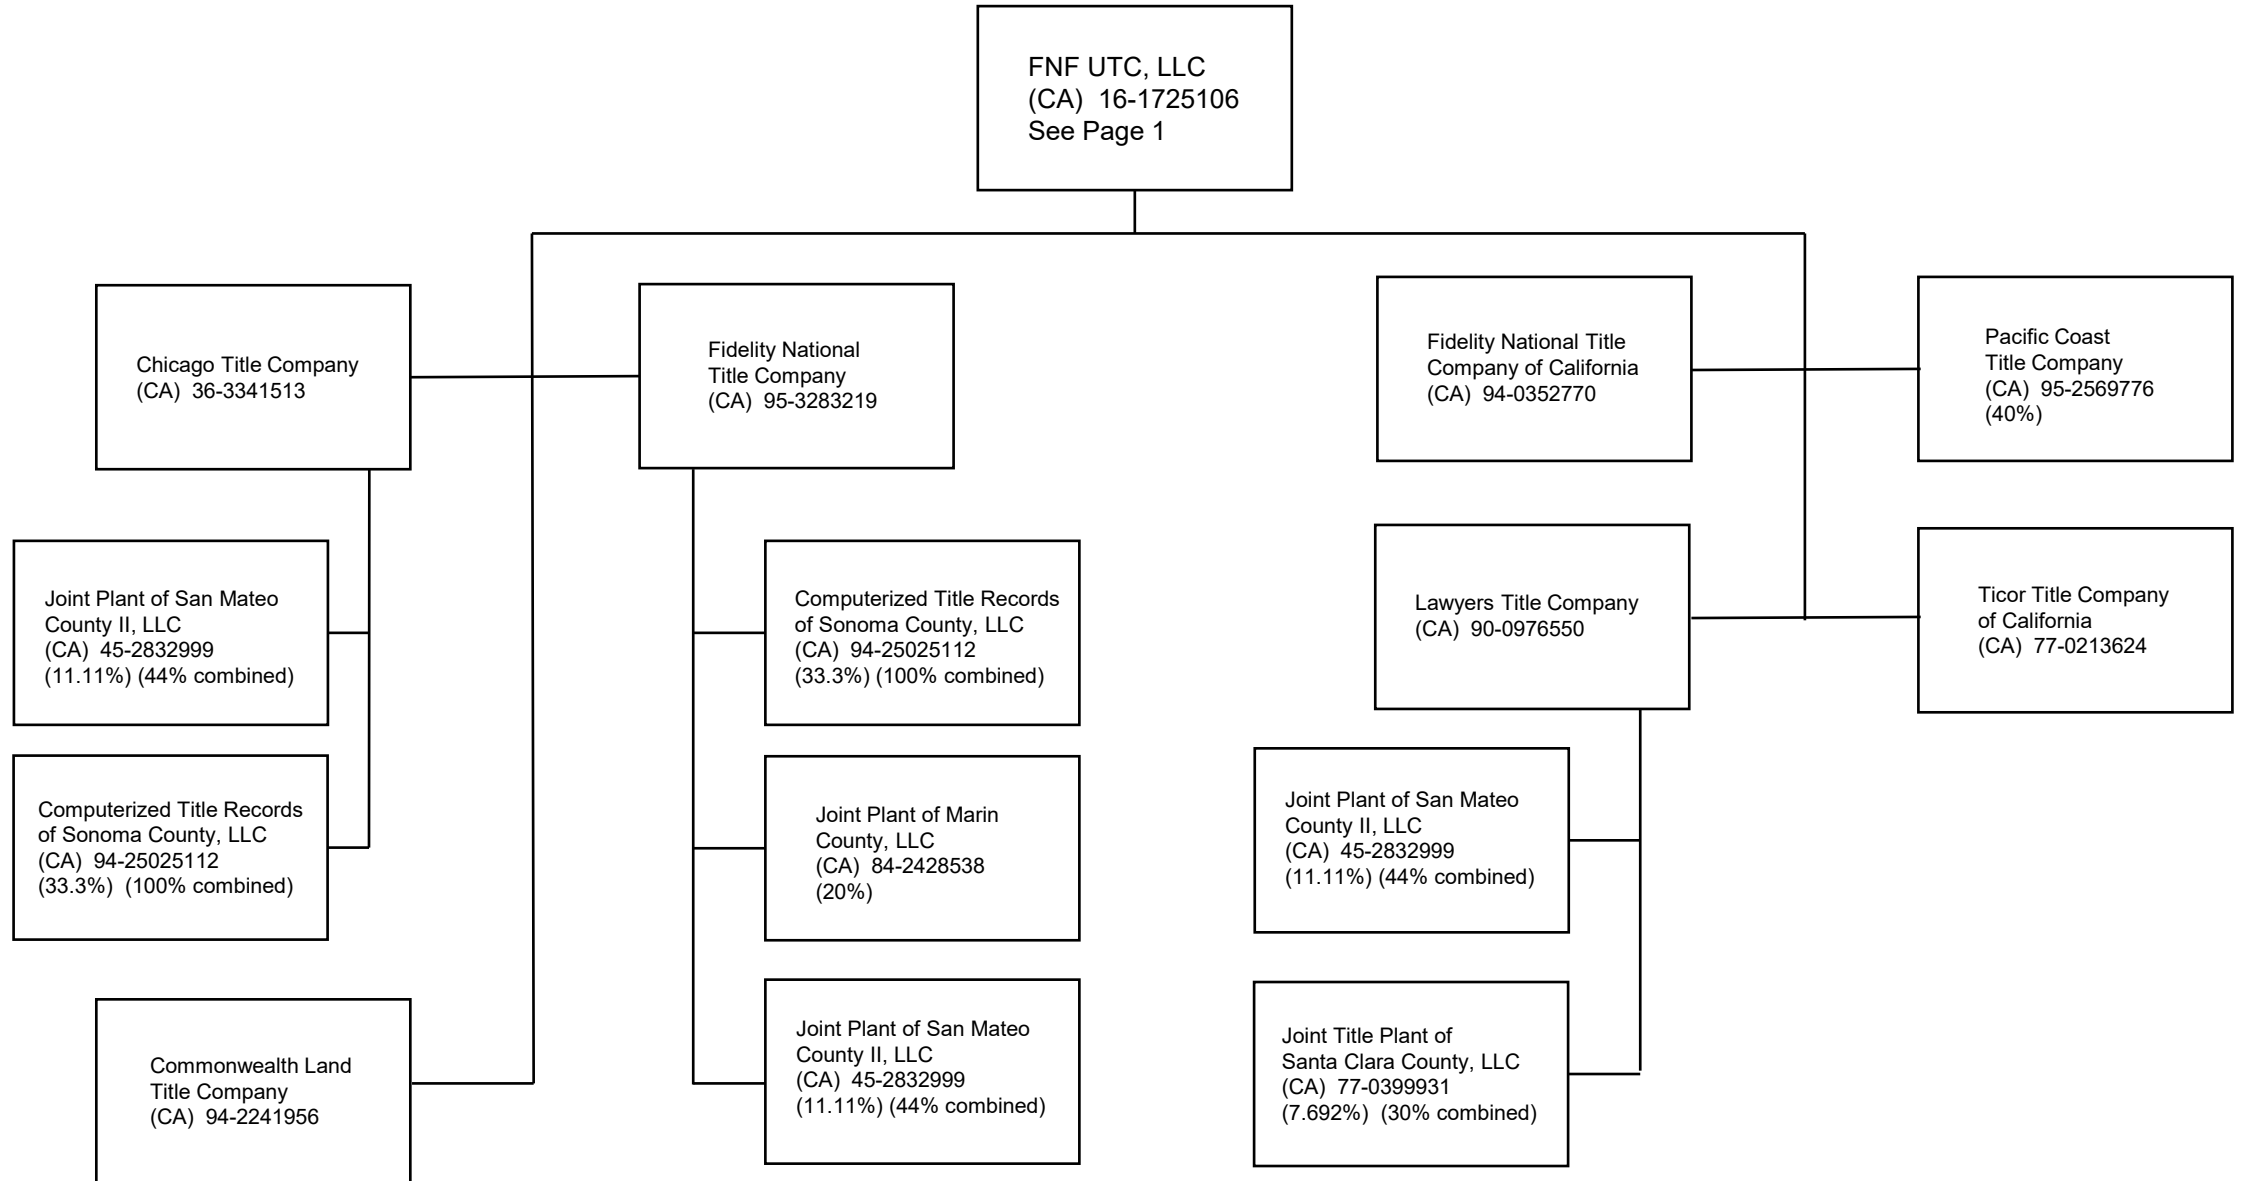 FNF UTC, LLC
(CA) 16-1725106
See Page 1
Chicago Title Company
(CA) 36-3341513
Fidelity National
Title Company
(CA) 95-3283219
Fidelity National Title
Company of California
(CA) 94-0352770
Pacific Coast
Title Company
(CA) 95-2569776
(40%)
Joint Plant of San Mateo
County II, LLC
(CA) 45-2832999
(11.11%) (44% combined)
Computerized Title Records
of Sonoma County, LLC
(CA) 94-25025112
(33.3%) (100% combined)
Lawyers Title Company
(CA) 90-0976550
Ticor Title Company
of California
(CA) 77-0213624
Computerized Title Records
of Sonoma County, LLC
(CA) 94-25025112
(33.3%) (100% combined)
Joint Plant of Marin
County, LLC
(CA) 84-2428538
(20%)
Joint Plant of San Mateo
County II, LLC
(CA) 45-2832999
(11.11%) (44% combined)
Commonwealth Land
Title Company
(CA) 94-2241956
Joint Plant of San Mateo
County II, LLC
(CA) 45-2832999
(11.11%) (44% combined)
Joint Title Plant of
Santa Clara County, LLC
(CA) 77-0399931
(7.692%) (30% combined)